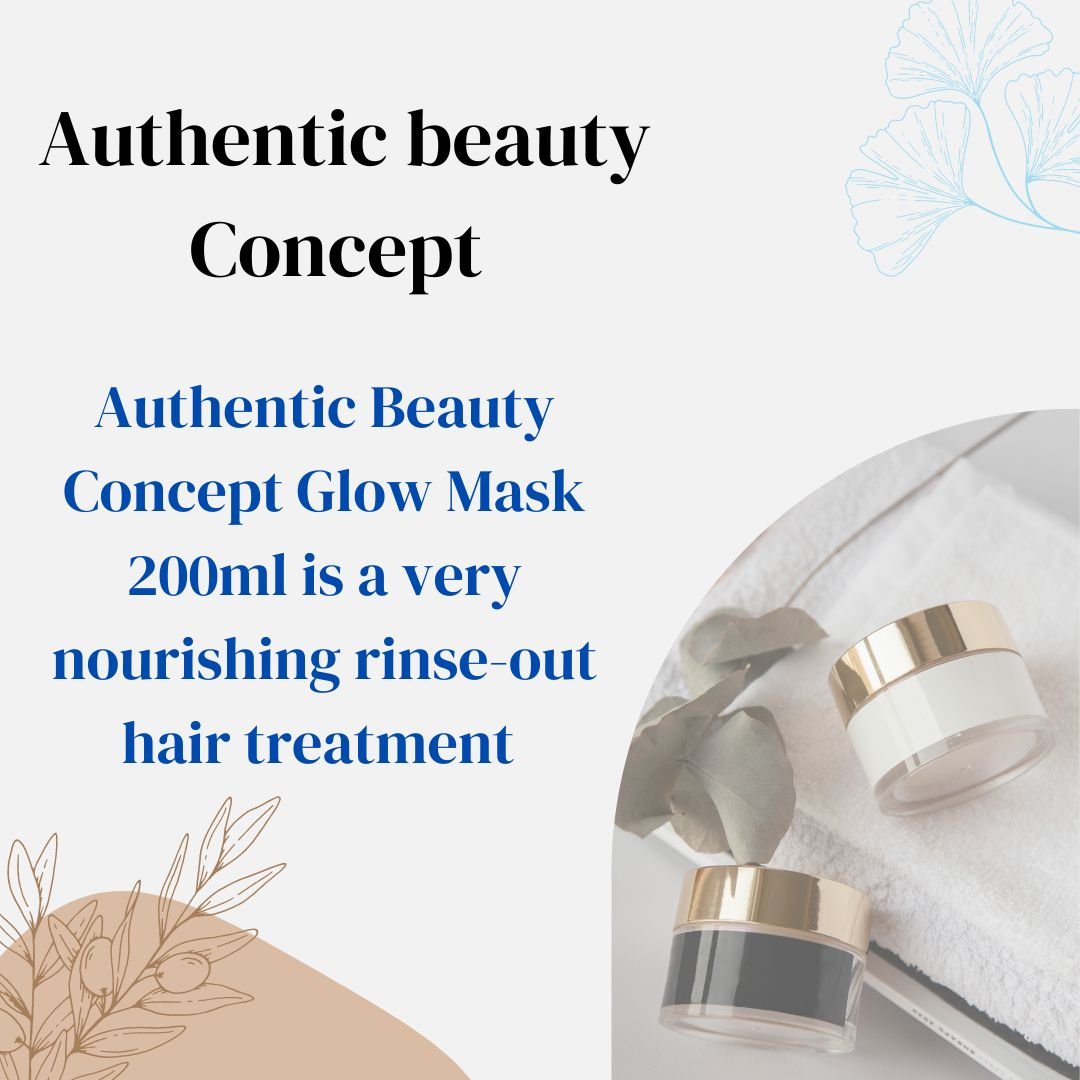 Authentic beauty
Concept
Authentic Beauty
Concept Glow Mask
200ml is a very
nourishing rinse-out
hair treatment